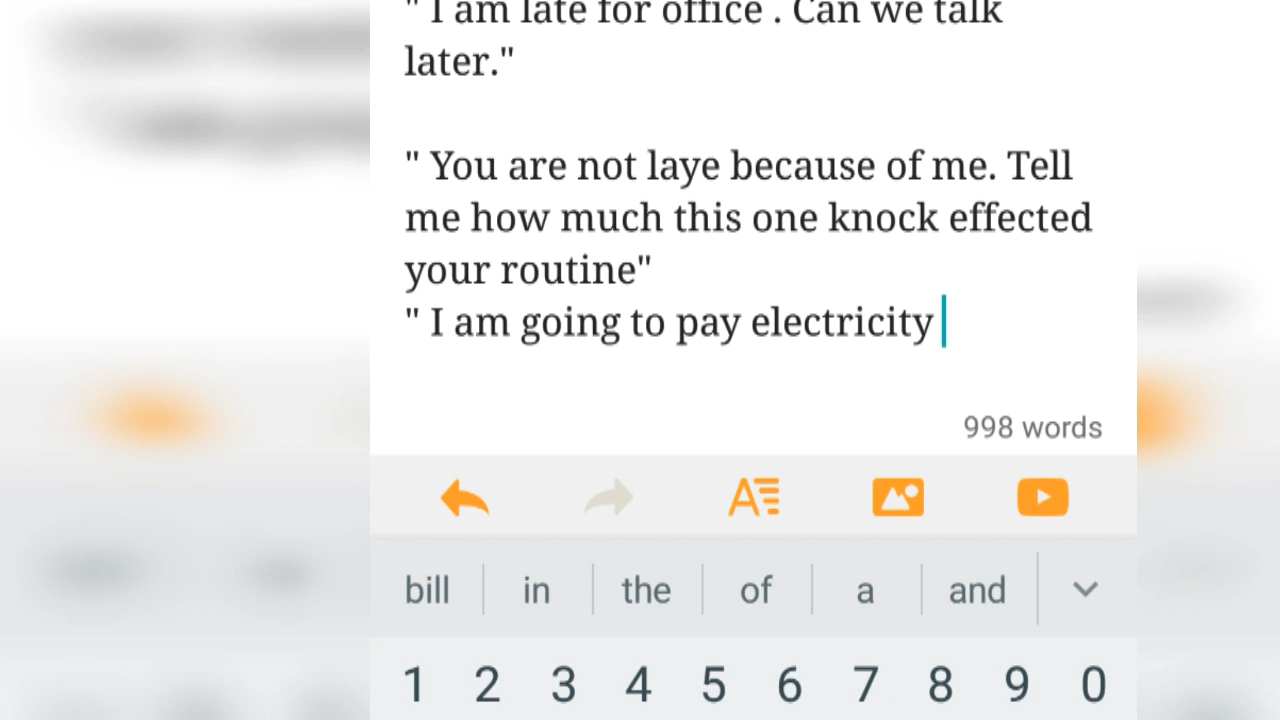 " I am late for office . Can we talk
later."
" You are not laye because of me. Tell
me how much this one knock effected
your routine"
" I am going to pay electricity
998 words
bill in the of a and
1 2 3 4 5 6 7 8 9 0